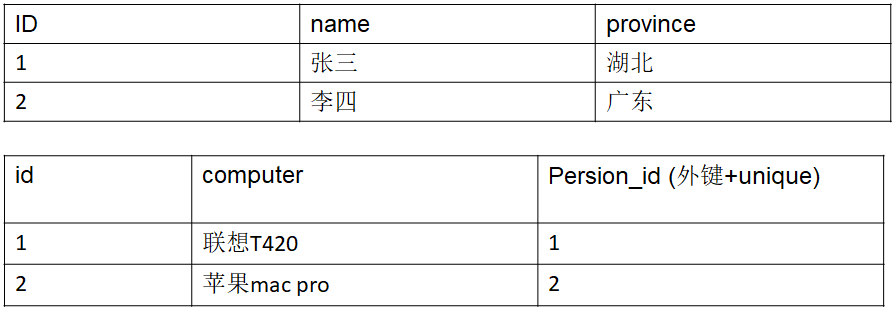 ID name province
1 张三 湖北
2 李四 广东
id computer Persion_id (外键+unique)
1 联想T420 1
2 苹果mac pro 2